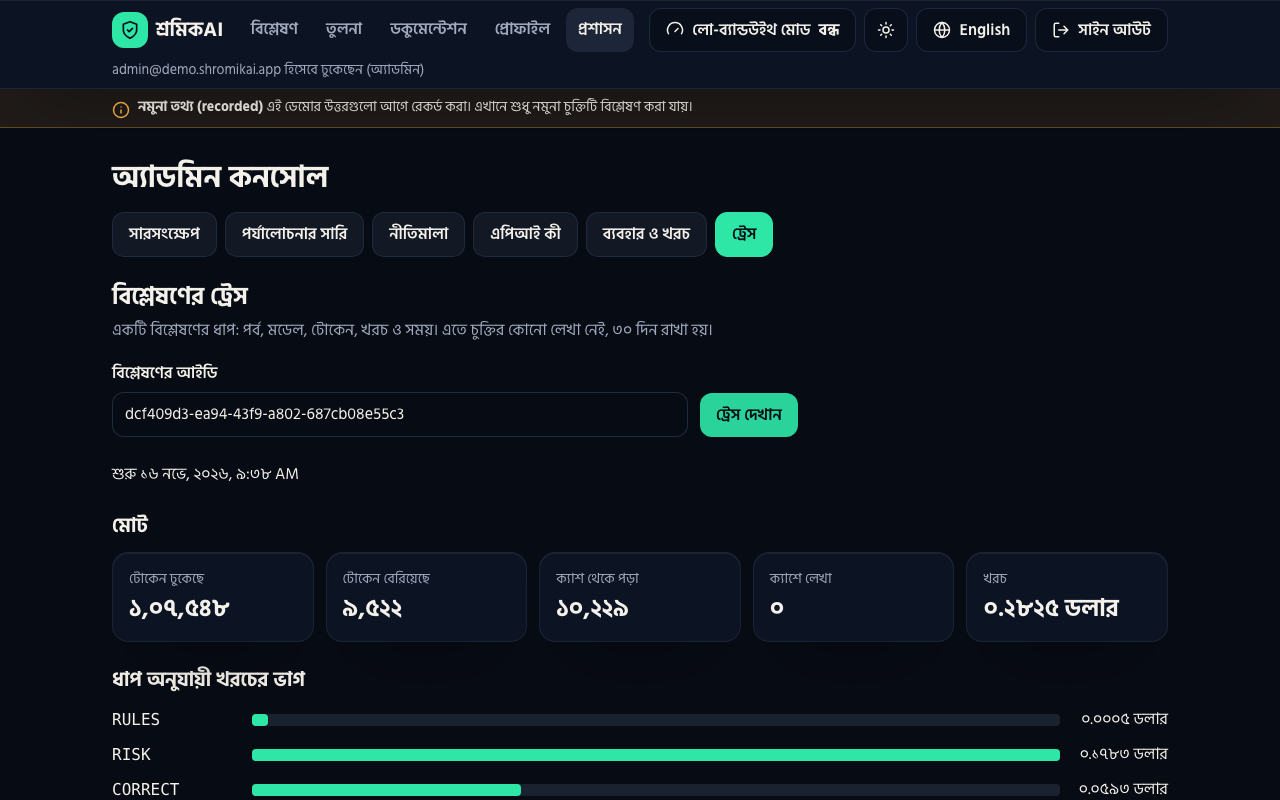 শ্রমিকAI
বিশ্লেষণ
তুলনা
ডকুমেন্টেশন
প্রোফাইল
প্রশাসন
লো-ব্যান্ডউইথ মোড বন্ধ
English
সাইন আউট
admin@demo.shromikai.app হিসেবে ঢুকেছেন (অ্যাডমিন)
নমুনা তথ্য (recorded) এই ডেমোর উত্তরগুলো আগে রেকর্ড করা। এখানে শুধু নমুনা চুক্তিটি বিশ্লেষণ করা যায়।
অ্যাডমিন কনসোল
সারসংক্ষেপ
পর্যালোচনার সারি
নীতিমালা
এপিআই কী
ব্যবহার ও খরচ
ট্রেস
বিশ্লেষণের ট্রেস
একটি বিশ্লেষণের ধাপ: পর্ব, মডেল, টোকেন, খরচ ও সময়। এতে চুক্তির কোনো লেখা নেই, ৩০ দিন রাখা হয়।
বিশ্লেষণের আইডি
dcf409d3-ea94-43f9-a802-687cb08e55c3
ট্রেস দেখান
শুরু ১৬ নভে, ২০২৬, ৯:৩৮ AM
মোট
টোকেন ঢুকেছে
১,০৭,৫৪৮
টোকেন বেরিয়েছে
৯,৫২২
ক্যাশ থেকে পড়া
১০,২২৯
ক্যাশে লেখা
০
খরচ
০.২৮২৫ ডলার
ধাপ অনুযায়ী খরচের ভাগ
RULES
০.০০০৫ ডলার
RISK
০.১৭৮৩ ডলার
CORRECT
০.০৫৯৩ ডলার